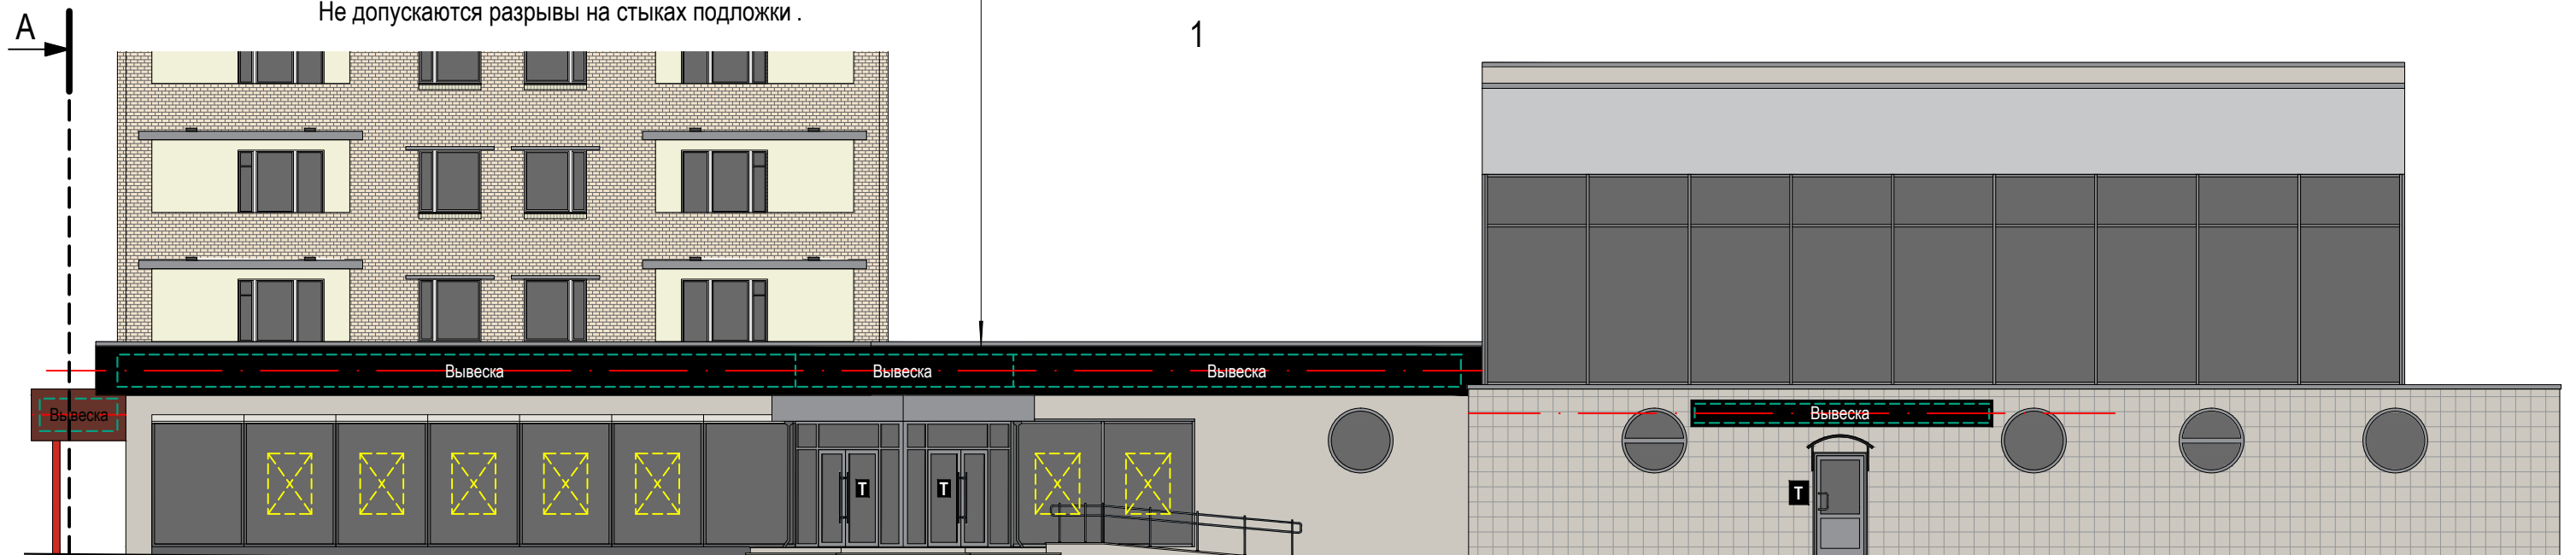 Не допускаются разрывы на стыках подложки .
А
1
Вывеска
Вывеска
Вывеска
Вывеска
Вывеска
Т
Т
Т